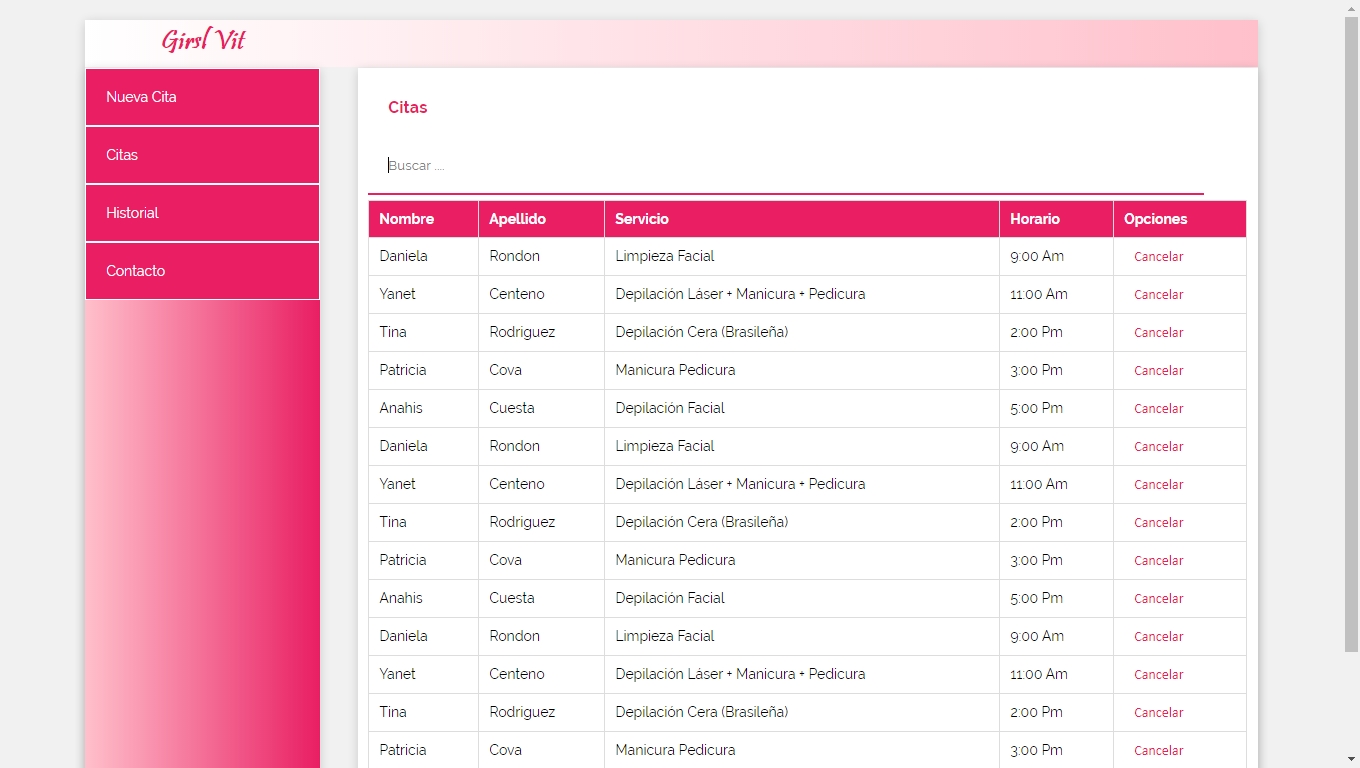 Girsl Vit
Nueva Cita
Citas
Historial
Contacto
Citas
Buscar ....
Nombre Apellido Servicio Horario Opciones
Daniela Rondon Limpieza Facial 9:00 Am Cancelar
Yanet Centeno Depilación Láser + Manicura + Pedicura 11:00 Am Cancelar
Tina Rodriguez Depilación Cera (Brasileña) 2:00 Pm Cancelar
Patricia Cova Manicura Pedicura 3:00 Pm Cancelar
Anahis Cuesta Depilación Facial 5:00 Pm Cancelar
Daniela Rondon Limpieza Facial 9:00 Am Cancelar
Yanet Centeno Depilación Láser + Manicura + Pedicura 11:00 Am Cancelar
Tina Rodriguez Depilación Cera (Brasileña) 2:00 Pm Cancelar
Patricia Cova Manicura Pedicura 3:00 Pm Cancelar
Anahis Cuesta Depilación Facial 5:00 Pm Cancelar
Daniela Rondon Limpieza Facial 9:00 Am Cancelar
Yanet Centeno Depilación Láser + Manicura + Pedicura 11:00 Am Cancelar
Tina Rodriguez Depilación Cera (Brasileña) 2:00 Pm Cancelar
Patricia Cova Manicura Pedicura 3:00 Pm Cancelar